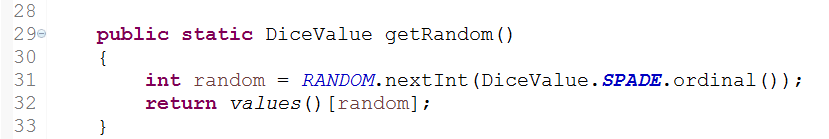 28
29 public static DiceValue getRandom()
30 {
31 int random = RANDOM.nextInt(DiceValue.SPADE.ordinal());
32 return values()[random];
33 }